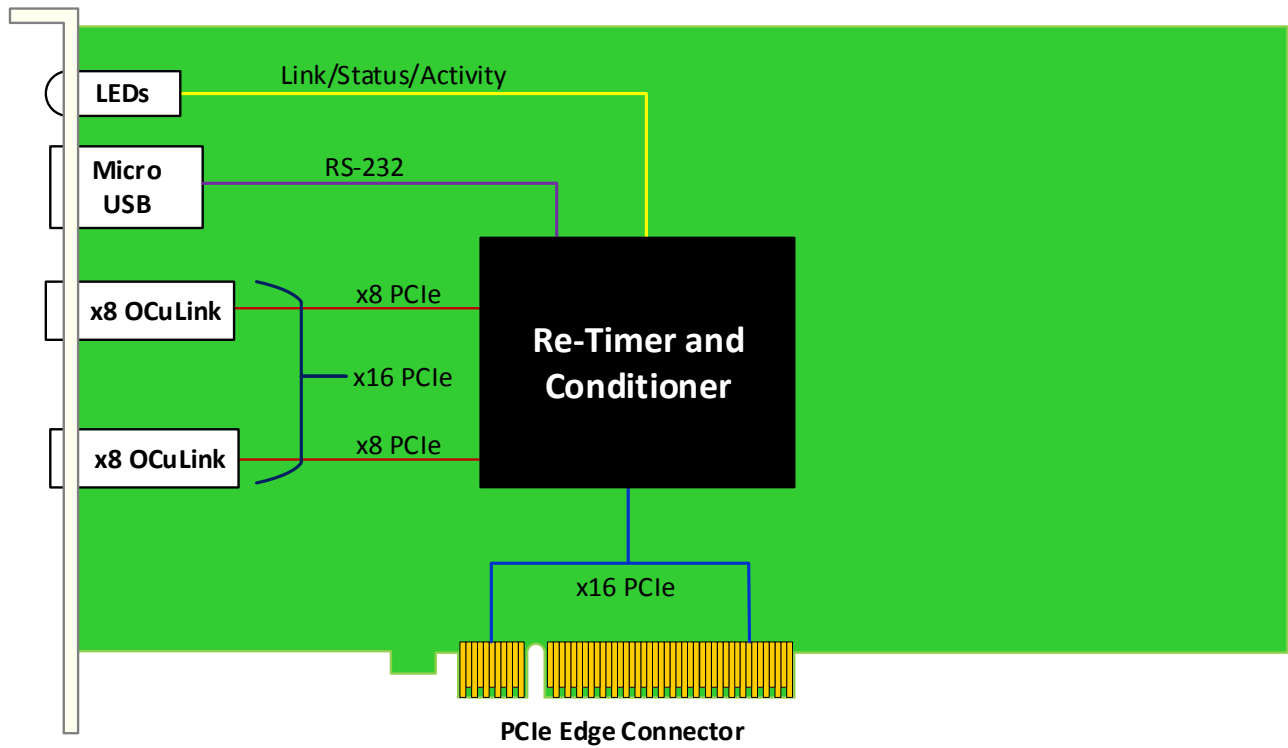 Link/Status/Activity
LEDs
Micro
USB
RS-232
x8 OCuLink
x8 PCIe
x16 PCIe
Re-Timer and
Conditioner
x8 OCuLink
x8 PCIe
x16 PCIe
PCIe Edge Connector